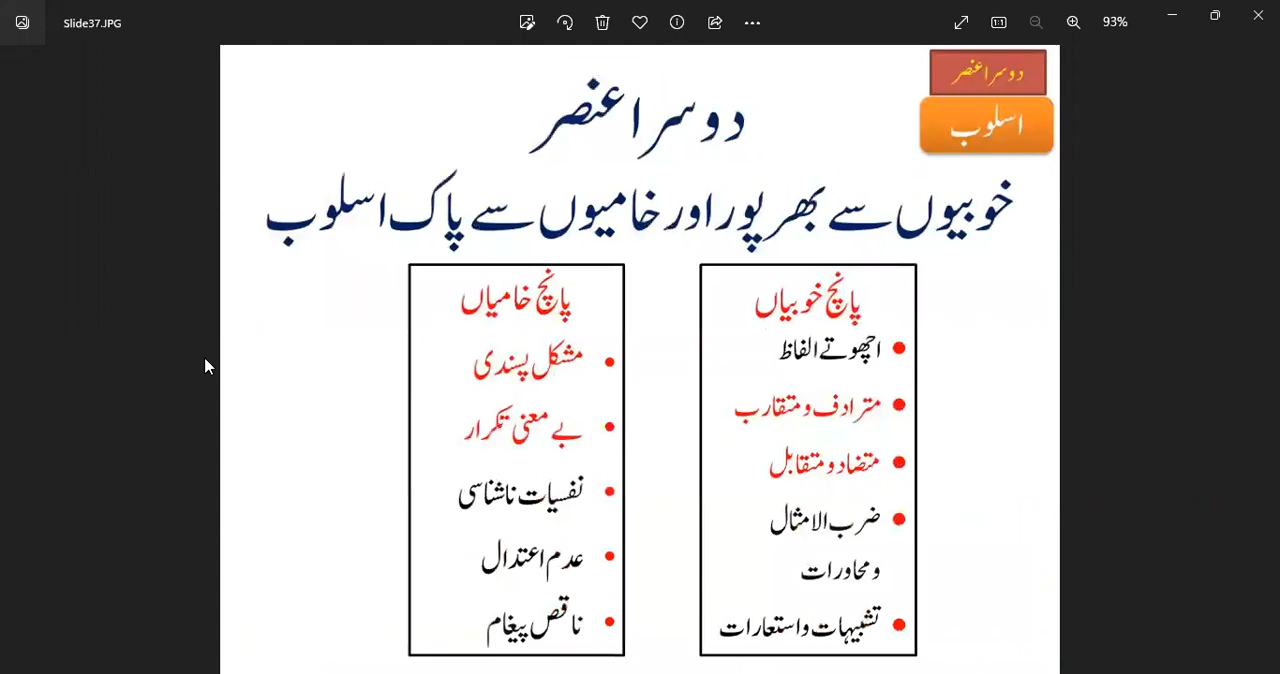 Slide37.JPG
93%
دوسرا عنصر
اسلوب
دوسرا عنصر
خوبیوں سے بھرپور اور خامیوں سے پاک اسلوب
پانچ خوبیاں
اچھوتے الفاظ
مترادف و متقارب
متضاد و متقابل
ضرب الامثال
و محاورات
تشبیہات و استعارات
پانچ خامیاں
مشکل پسندی
بے معنی تکرار
نفسیات ناشناسی
عدم اعتدال
ناقص پیغام